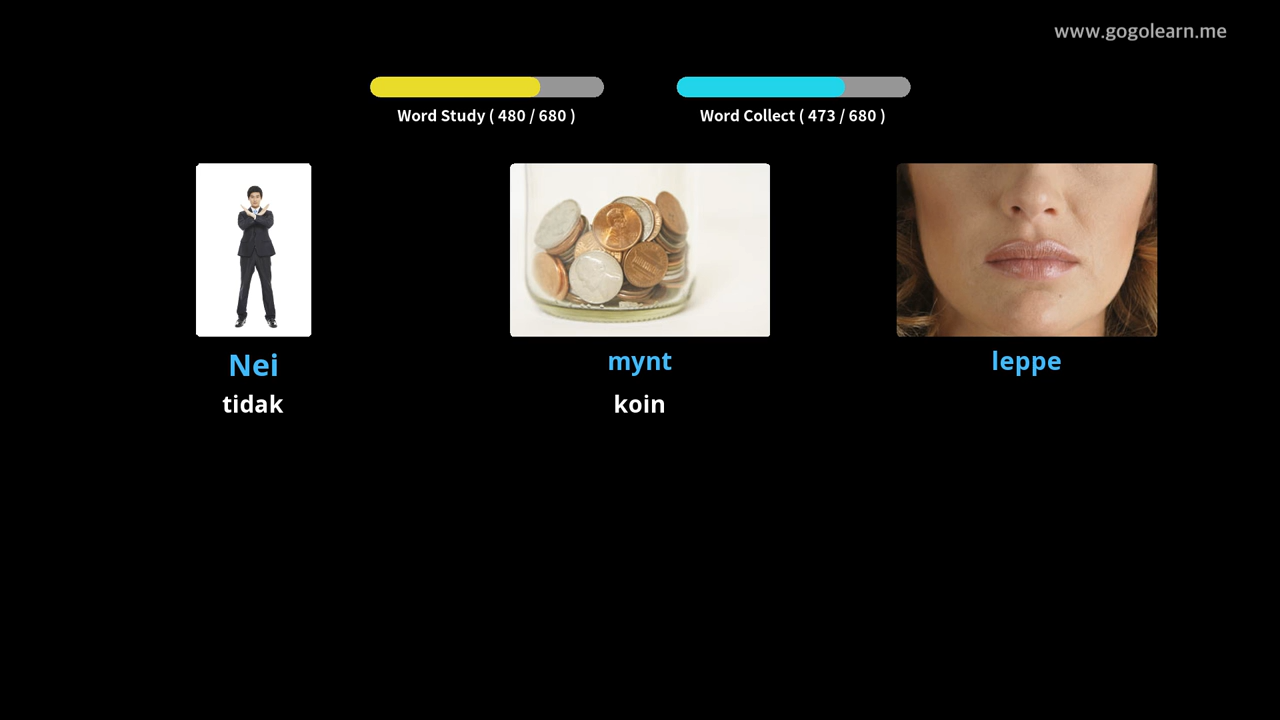 www.gogolearn.me
Word Study ( 480 / 680 )
Word Collect ( 473 / 680 )
Nei
tidak
mynt
koin
leppe